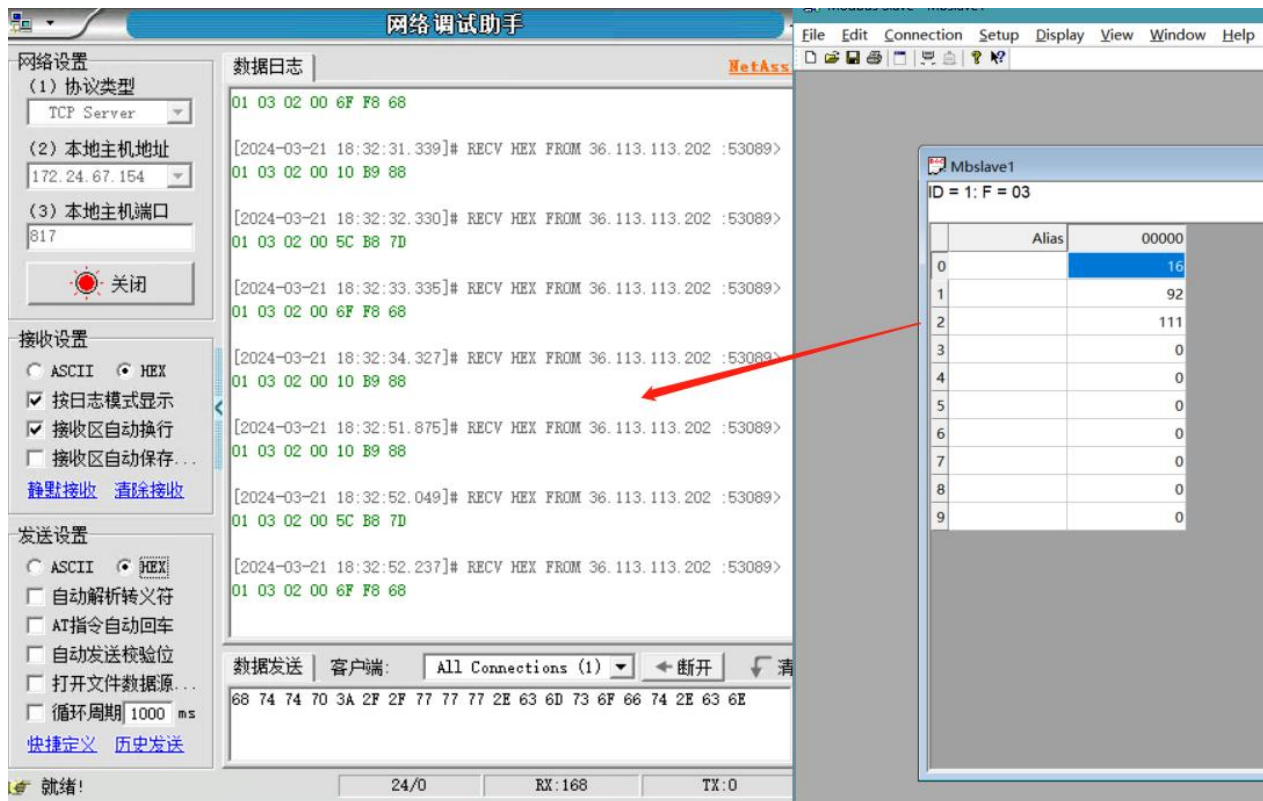 网络调试助手
网络设置
(1) 协议类型
TCP Server
(2) 本地主机地址
172.24.67.154
(3) 本地主机端口
817
关闭
接收设置
ASCII HEX
按日志模式显示
接收区自动换行
接收区自动保存...
静默接收 清除接收
发送设置
ASCII HEX
自动解析转义符
AT指令自动回车
自动发送校验位
打开文件数据源...
循环周期 1000 ms
快捷定义 历史发送
数据日志 NetAss
01 03 02 00 6F F8 68
[2024-03-21 18:32:31.339]# RECV HEX FROM 36.113.113.202 :53089>
01 03 02 00 10 B9 88
[2024-03-21 18:32:32.330]# RECV HEX FROM 36.113.113.202 :53089>
01 03 02 00 5C B8 7D
[2024-03-21 18:32:33.335]# RECV HEX FROM 36.113.113.202 :53089>
01 03 02 00 6F F8 68
[2024-03-21 18:32:34.327]# RECV HEX FROM 36.113.113.202 :53089>
01 03 02 00 10 B9 88
[2024-03-21 18:32:51.875]# RECV HEX FROM 36.113.113.202 :53089>
01 03 02 00 10 B9 88
[2024-03-21 18:32:52.049]# RECV HEX FROM 36.113.113.202 :53089>
01 03 02 00 5C B8 7D
[2024-03-21 18:32:52.237]# RECV HEX FROM 36.113.113.202 :53089>
01 03 02 00 6F F8 68
数据发送 客户端: All Connections (1) 断开 清
68 74 74 70 3A 2F 2F 77 77 77 2E 63 6D 73 6F 66 74 2E 63 6E
就绪! 24/0 RX:168 TX:0
File Edit Connection Setup Display View Window Help
Mbslave1
ID = 1: F = 03
Alias 00000
0 16
1 92
2 111
3 0
4 0
5 0
6 0
7 0
8 0
9 0